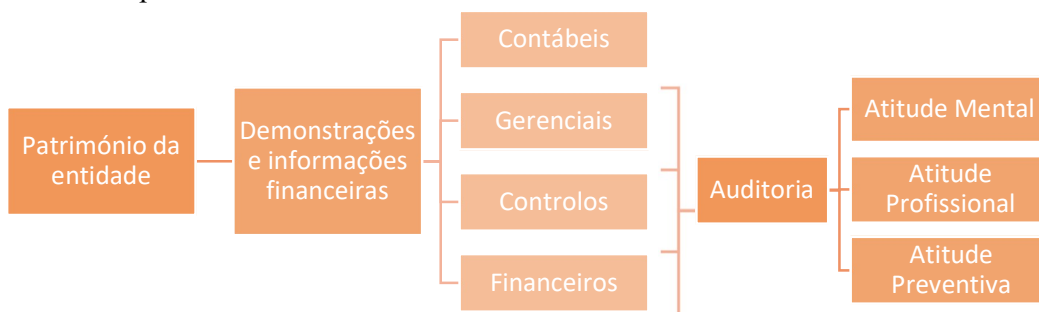 Património da
entidade
Demonstrações
e informações
financeiras
Contábeis
Gerenciais
Controlos
Financeiros
Auditoria
Atitude Mental
Atitude
Profissional
Atitude
Preventiva